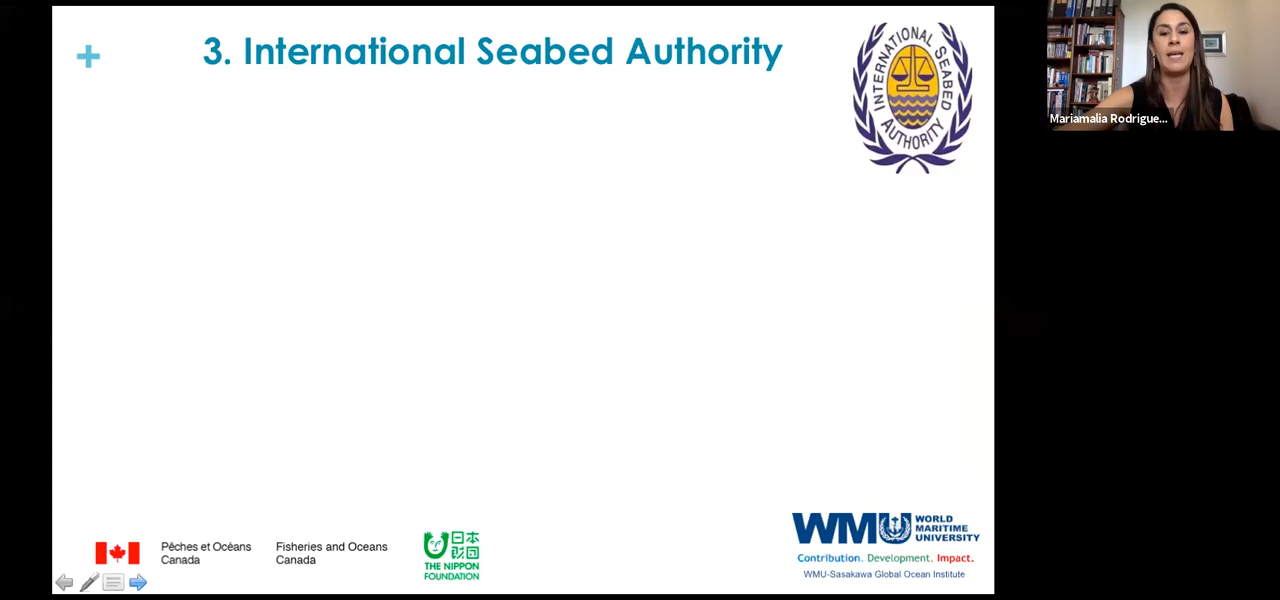 3. International Seabed Authority
INTERNATIONAL SEABED
AUTHORITY
Mariamalia Rodrigue...
Pêches et Océans
Canada
Fisheries and Oceans
Canada
日本
財団
THE NIPPON
FOUNDATION
WMU
WORLD
MARITIME
UNIVERSITY
Contribution. Development. Impact.
WMU-Sasakawa Global Ocean Institute